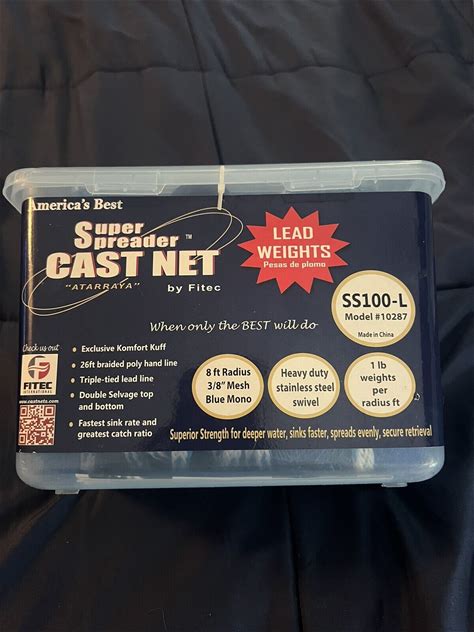 America's Best
Super
Spreader™
CAST NET
"ATARRAYA" by Fitec
LEAD
WEIGHTS
Pesas de plomo
SS100-L
Model #10287
Made in China
When only the BEST will do
Check us out
FITEC
INTERNATIONAL
www.castnets.com
• Exclusive Komfort Kuff
• 26ft braided poly hand line
• Triple-tied lead line
• Double Selvage top
and bottom
• Fastest sink rate and
greatest catch ratio
8 ft Radius
3/8" Mesh
Blue Mono
Heavy duty
stainless steel
swivel
1 lb
weights
per
radius ft
Superior Strength for deeper water, sinks faster, spreads evenly, secure retrieval